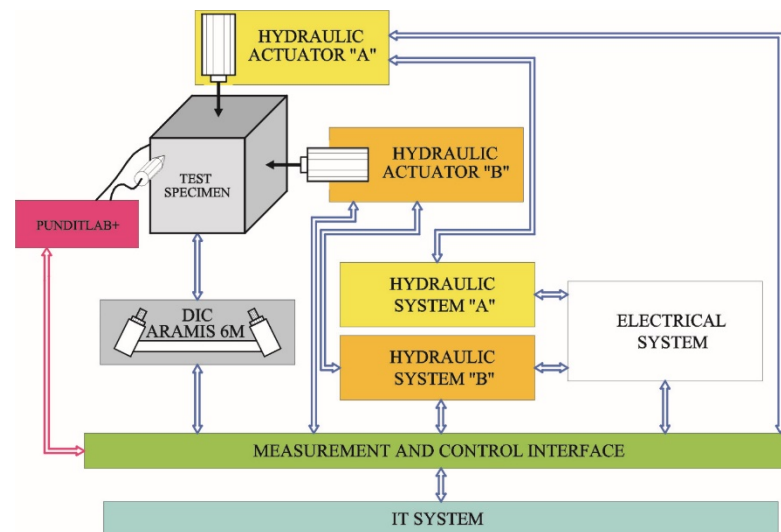 HYDRAULIC
ACTUATOR "A"
TEST
SPECIMEN
HYDRAULIC
ACTUATOR "B"
PUNDITLAB+
DIC
ARAMIS 6M
HYDRAULIC
SYSTEM "A"
HYDRAULIC
SYSTEM "B"
ELECTRICAL
SYSTEM
MEASUREMENT AND CONTROL INTERFACE
IT SYSTEM